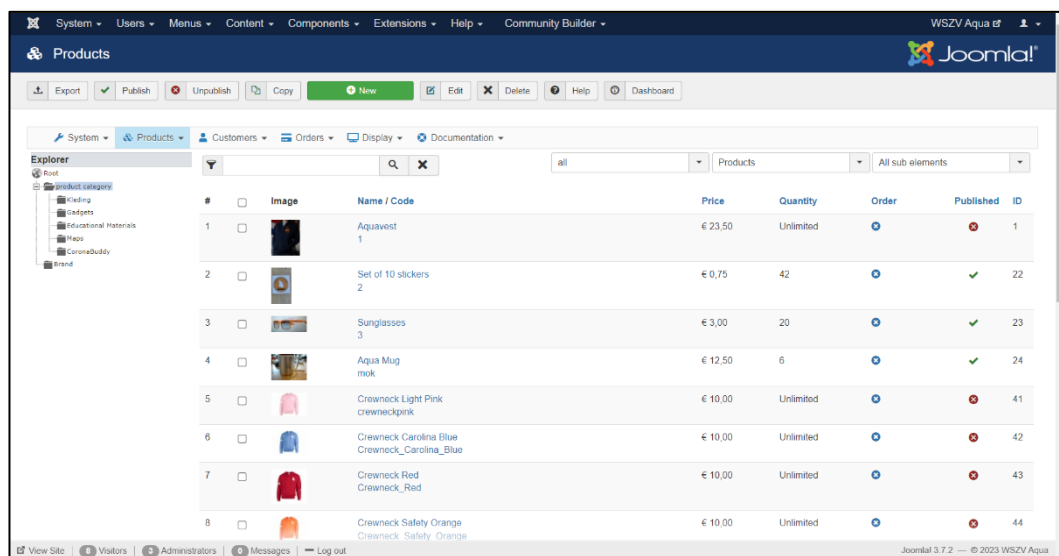 System Users Menus Content Components Extensions Help Community Builder WSZV Aqua
Products Joomla!®
Export Publish Unpublish Copy New Edit Delete Help Dashboard
System Products Customers Orders Display Documentation
Explorer
Root
product category
Kleding
Gadgets
Educational Materials
Maps
CoronaBuddy
Brand
all Products All sub elements
# Image Name / Code Price Quantity Order Published ID
1 Aquavest € 23,50 Unlimited 1
1
2 Set of 10 stickers € 0,75 42 22
2
3 Sunglasses € 3,00 20 23
3
4 Aqua Mug € 12,50 6 24
mok
5 Crewneck Light Pink € 10,00 Unlimited 41
crewneckpink
6 Crewneck Carolina Blue € 10,00 Unlimited 42
Crewneck_Carolina_Blue
7 Crewneck Red € 10,00 Unlimited 43
Crewneck_Red
8 Crewneck Safety Orange € 10,00 Unlimited 44
Crewneck_Safety_Orange
View Site 8 Visitors 3 Administrators 0 Messages Log out Joomla! 3.7.2 — © 2023 WSZV Aqua